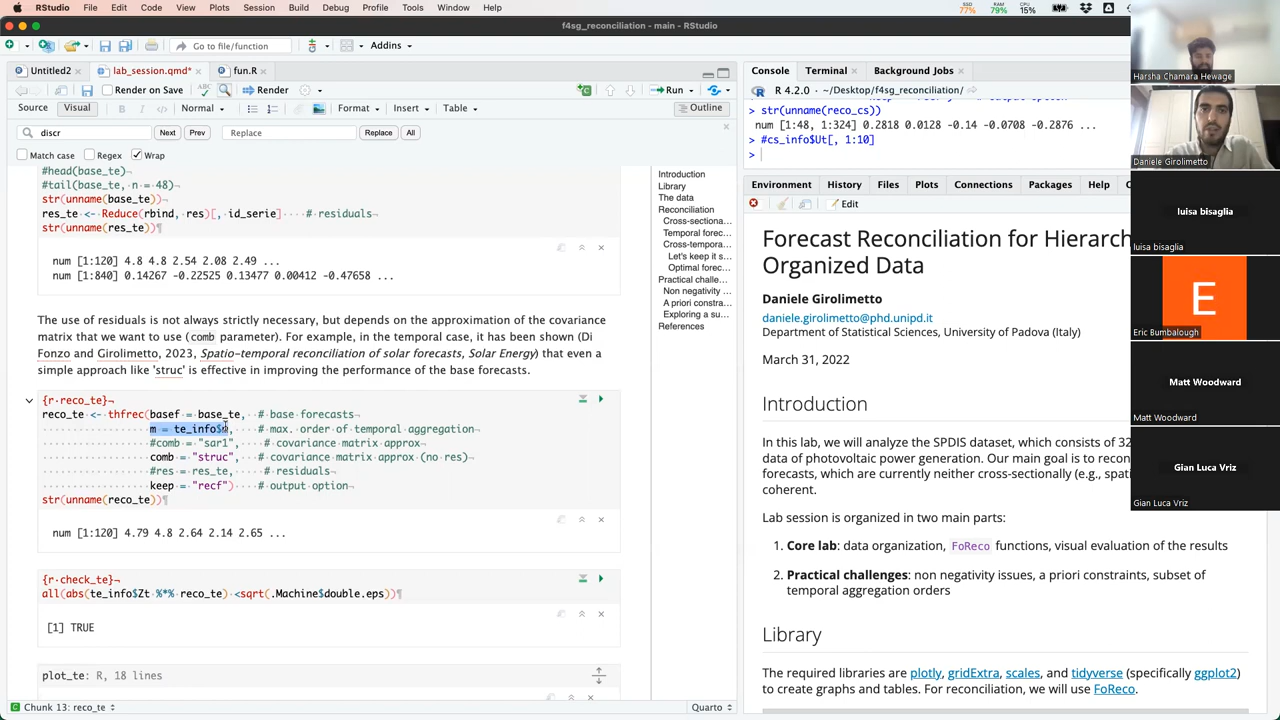 RStudio File Edit Code View Plots Session Build Debug Profile Tools Window Help
SSD 77% RAM 79% CPU 15%
f4sg_reconciliation - main - RStudio
Go to file/function Addins
Untitled2 lab_session.qmd* fun.R
Render on Save Render Run
Source Visual B I Normal Format Insert Table Outline
discr Next Prev Replace Replace All
Match case Regex Wrap
#head(base_te)¬
#tail(base_te, n = 48)¬
str(unname(base_te))¬
res_te <- Reduce(rbind, res)[, id_serie] # residuals¬
str(unname(res_te))¶
num [1:120] 4.8 4.8 2.54 2.08 2.49 ...
num [1:840] 0.14267 -0.22525 0.13477 0.00412 -0.47658 ...
The use of residuals is not always strictly necessary, but depends on the approximation of the covariance
matrix that we want to use (comb parameter). For example, in the temporal case, it has been shown (Di
Fonzo and Girolimetto, 2023, Spatio-temporal reconciliation of solar forecasts, Solar Energy) that even a
simple approach like 'struc' is effective in improving the performance of the base forecasts.
{r·reco_te}¬
reco_te <- thfrec(basef = base_te, # base forecasts¬
m = te_info$m, # max. order of temporal aggregation¬
#comb = "sar1", # covariance matrix approx¬
comb = "struc", # covariance matrix approx (no res)¬
#res = res_te, # residuals¬
keep = "recf") # output option¬
str(unname(reco_te))¶
num [1:120] 4.79 4.8 2.64 2.14 2.65 ...
{r·check_te}¬
all(abs(te_info$Zt %*% reco_te) <sqrt(.Machine$double.eps))¶
[1] TRUE
plot_te: R, 18 lines
Chunk 13: reco_te Quarto
Introduction
Library
The data
Reconciliation
Cross-sectiona...
Temporal forec...
Cross-tempora...
Let's keep it s...
Optimal forec...
Practical challe...
Non negativity ...
A priori constra...
Exploring a su...
References
Console Terminal Background Jobs
R 4.2.0 · ~/Desktop/f4sg_reconciliation/
> str(unname(reco_cs))
num [1:48, 1:324] 0.2818 0.0128 -0.14 -0.0708 -0.2876 ...
> #cs_info$Ut[, 1:10]
>
Environment History Files Plots Connections Packages Help
Edit
Forecast Reconciliation for Hierarch
Organized Data
Daniele Girolimetto
daniele.girolimetto@phd.unipd.it
Department of Statistical Sciences, University of Padova (Italy)
March 31, 2022
Introduction
In this lab, we will analyze the SPDIS dataset, which consists of 32
data of photovoltaic power generation. Our main goal is to recon
forecasts, which are currently neither cross-sectionally (e.g., spati
coherent.
Lab session is organized in two main parts:
1. Core lab: data organization, FoReco functions, visual evaluation of the results
2. Practical challenges: non negativity issues, a priori constraints, subset of
temporal aggregation orders
Library
The required libraries are plotly, gridExtra, scales, and tidyverse (specifically ggplot2)
to create graphs and tables. For reconciliation, we will use FoReco.
Harsha Chamara Hewage
Daniele Girolimetto
luisa bisaglia
luisa bisaglia
E
Eric Bumbalough
Matt Woodward
Matt Woodward
Gian Luca Vriz
Gian Luca Vriz